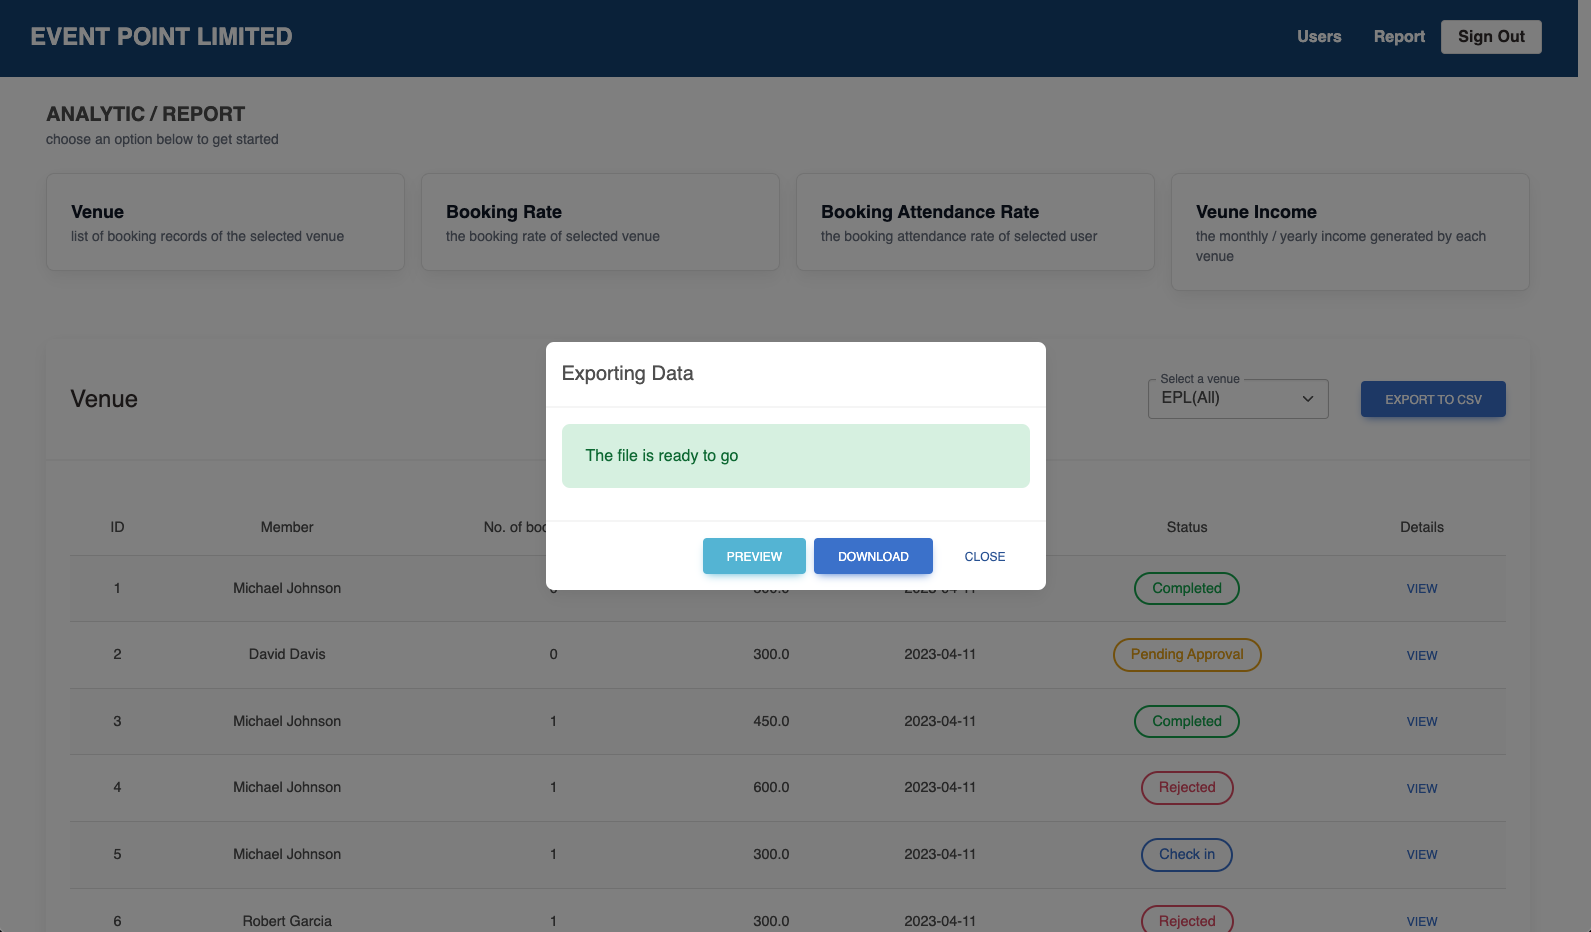 EVENT POINT LIMITED
Users
Report
Sign Out
ANALYTIC / REPORT
choose an option below to get started
Venue
list of booking records of the selected venue
Booking Rate
the booking rate of selected venue
Booking Attendance Rate
the booking attendance rate of selected user
Veune Income
the monthly / yearly income generated by each
venue
Venue
Select a venue
EPL(All)
EXPORT TO CSV
Exporting Data
The file is ready to go
PREVIEW DOWNLOAD CLOSE
ID Member No. of Status Details
1 Michael Johnson Completed VIEW
2 David Davis 0 300.0 2023-04-11 Pending Approval VIEW
3 Michael Johnson 1 450.0 2023-04-11 Completed VIEW
4 Michael Johnson 1 600.0 2023-04-11 Rejected VIEW
5 Michael Johnson 1 300.0 2023-04-11 Check in VIEW
6 Robert Garcia 1 300.0 2023-04-11 Rejected VIEW